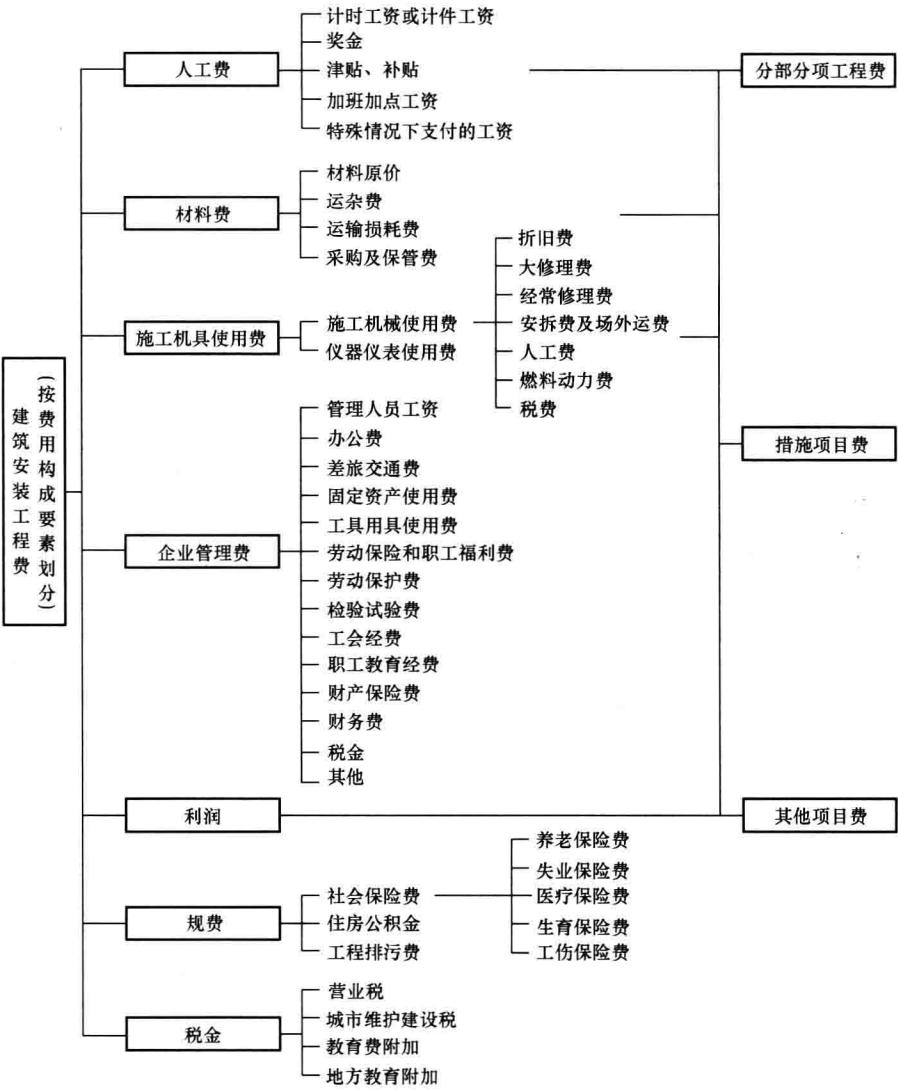 建筑安装工程费
(按费用构成要素划分)
人工费
计时工资或计件工资
奖金
津贴、补贴
加班加点工资
特殊情况下支付的工资
分部分项工程费
材料费
材料原价
运杂费
运输损耗费
采购及保管费
施工机具使用费
施工机械使用费
仪器仪表使用费
折旧费
大修理费
经常修理费
安拆费及场外运费
人工费
燃料动力费
税费
措施项目费
企业管理费
管理人员工资
办公费
差旅交通费
固定资产使用费
工具用具使用费
劳动保险和职工福利费
劳动保护费
检验试验费
工会经费
职工教育经费
财产保险费
财务费
税金
其他
利润
其他项目费
规费
社会保险费
住房公积金
工程排污费
养老保险费
失业保险费
医疗保险费
生育保险费
工伤保险费
税金
营业税
城市维护建设税
教育费附加
地方教育附加